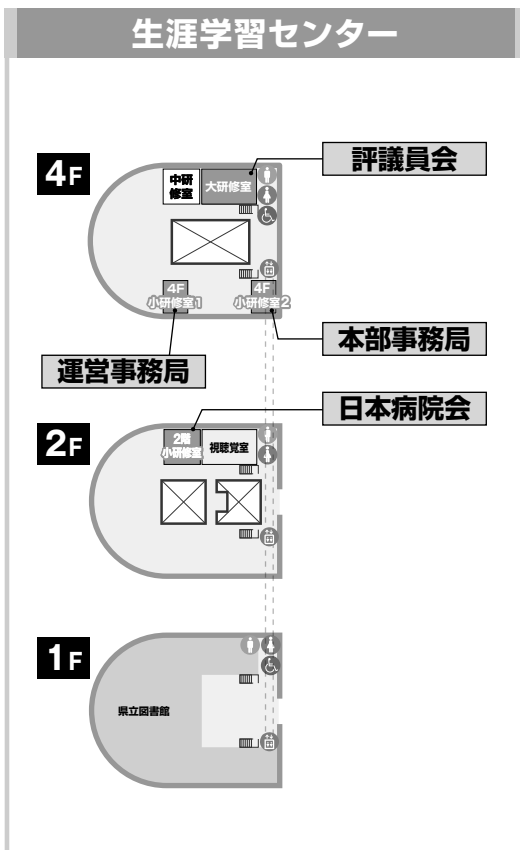 生涯学習センター
4F
評議員会
中研
修室
大研修室
4F
小研修室1
4F
小研修室2
本部事務局
運営事務局
日本病院会
2F
2階
小研修室
視聴覚室
1F
県立図書館